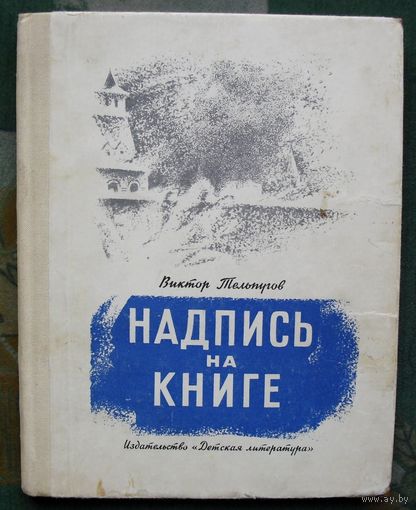 Виктор Тельпугов
НАДПИСЬ
НА
КНИГЕ
Издательство «Детская литература»
www.ay.by